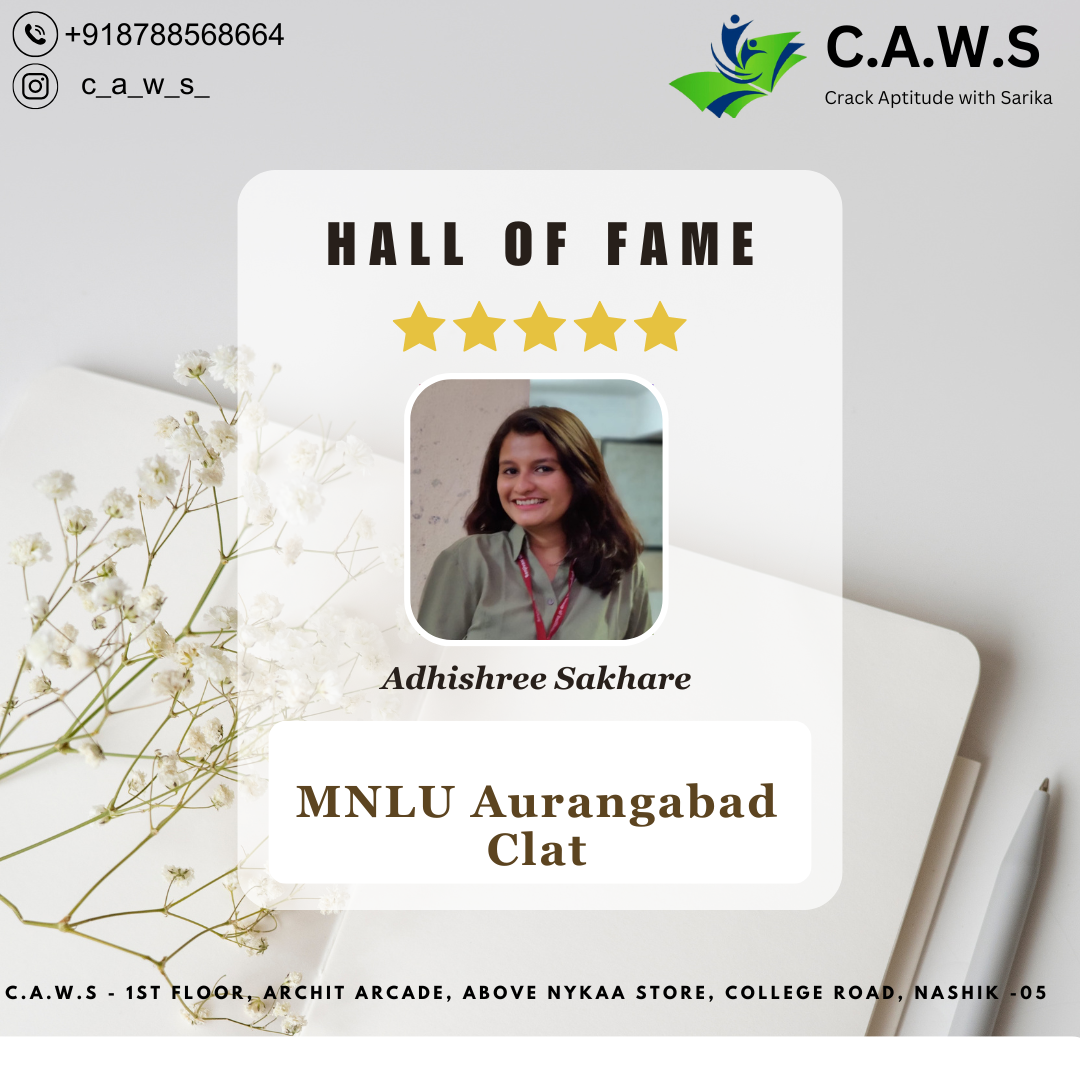 +918788568664
c_a_w_s_
C.A.W.S
Crack Aptitude with Sarika
HALL OF FAME
Adhishree Sakhare
MNLU Aurangabad
Clat
C.A.W.S - 1ST FLOOR, ARCHIT ARCADE, ABOVE NYKAA STORE, COLLEGE ROAD, NASHIK -05